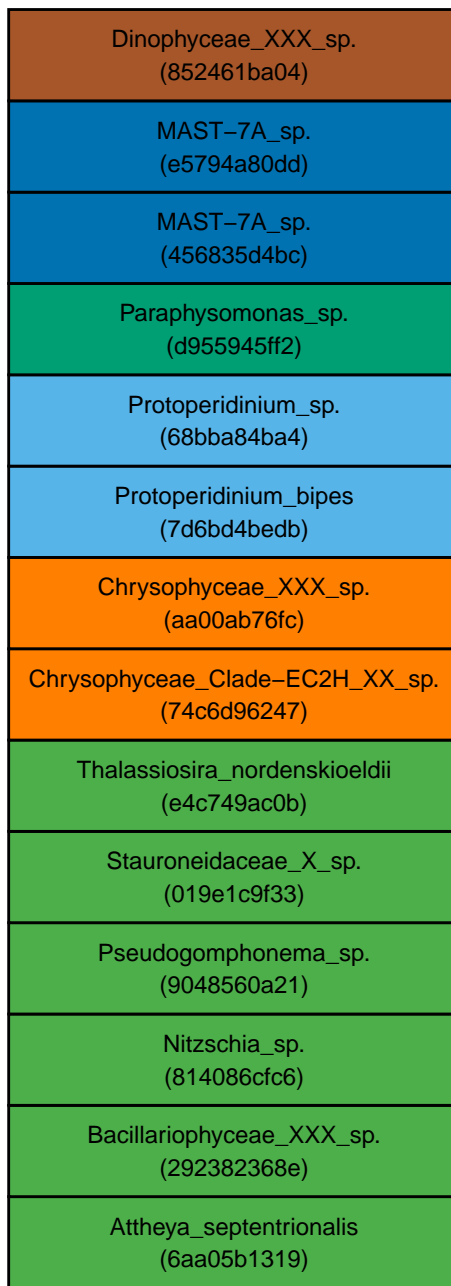 Dinophyceae_XXX_sp.
(852461ba04)
MAST−7A_sp.
(e5794a80dd)
MAST−7A_sp.
(456835d4bc)
Paraphysomonas_sp.
(d955945ff2)
Protoperidinium_sp.
(68bba84ba4)
Protoperidinium_bipes
(7d6bd4bedb)
Chrysophyceae_XXX_sp.
(aa00ab76fc)
Chrysophyceae_Clade−EC2H_XX_sp.
(74c6d96247)
Thalassiosira_nordenskioeldii
(e4c749ac0b)
Stauroneidaceae_X_sp.
(019e1c9f33)
Pseudogomphonema_sp.
(9048560a21)
Nitzschia_sp.
(814086cfc6)
Bacillariophyceae_XXX_sp.
(292382368e)
Attheya_septentrionalis
(6aa05b1319)